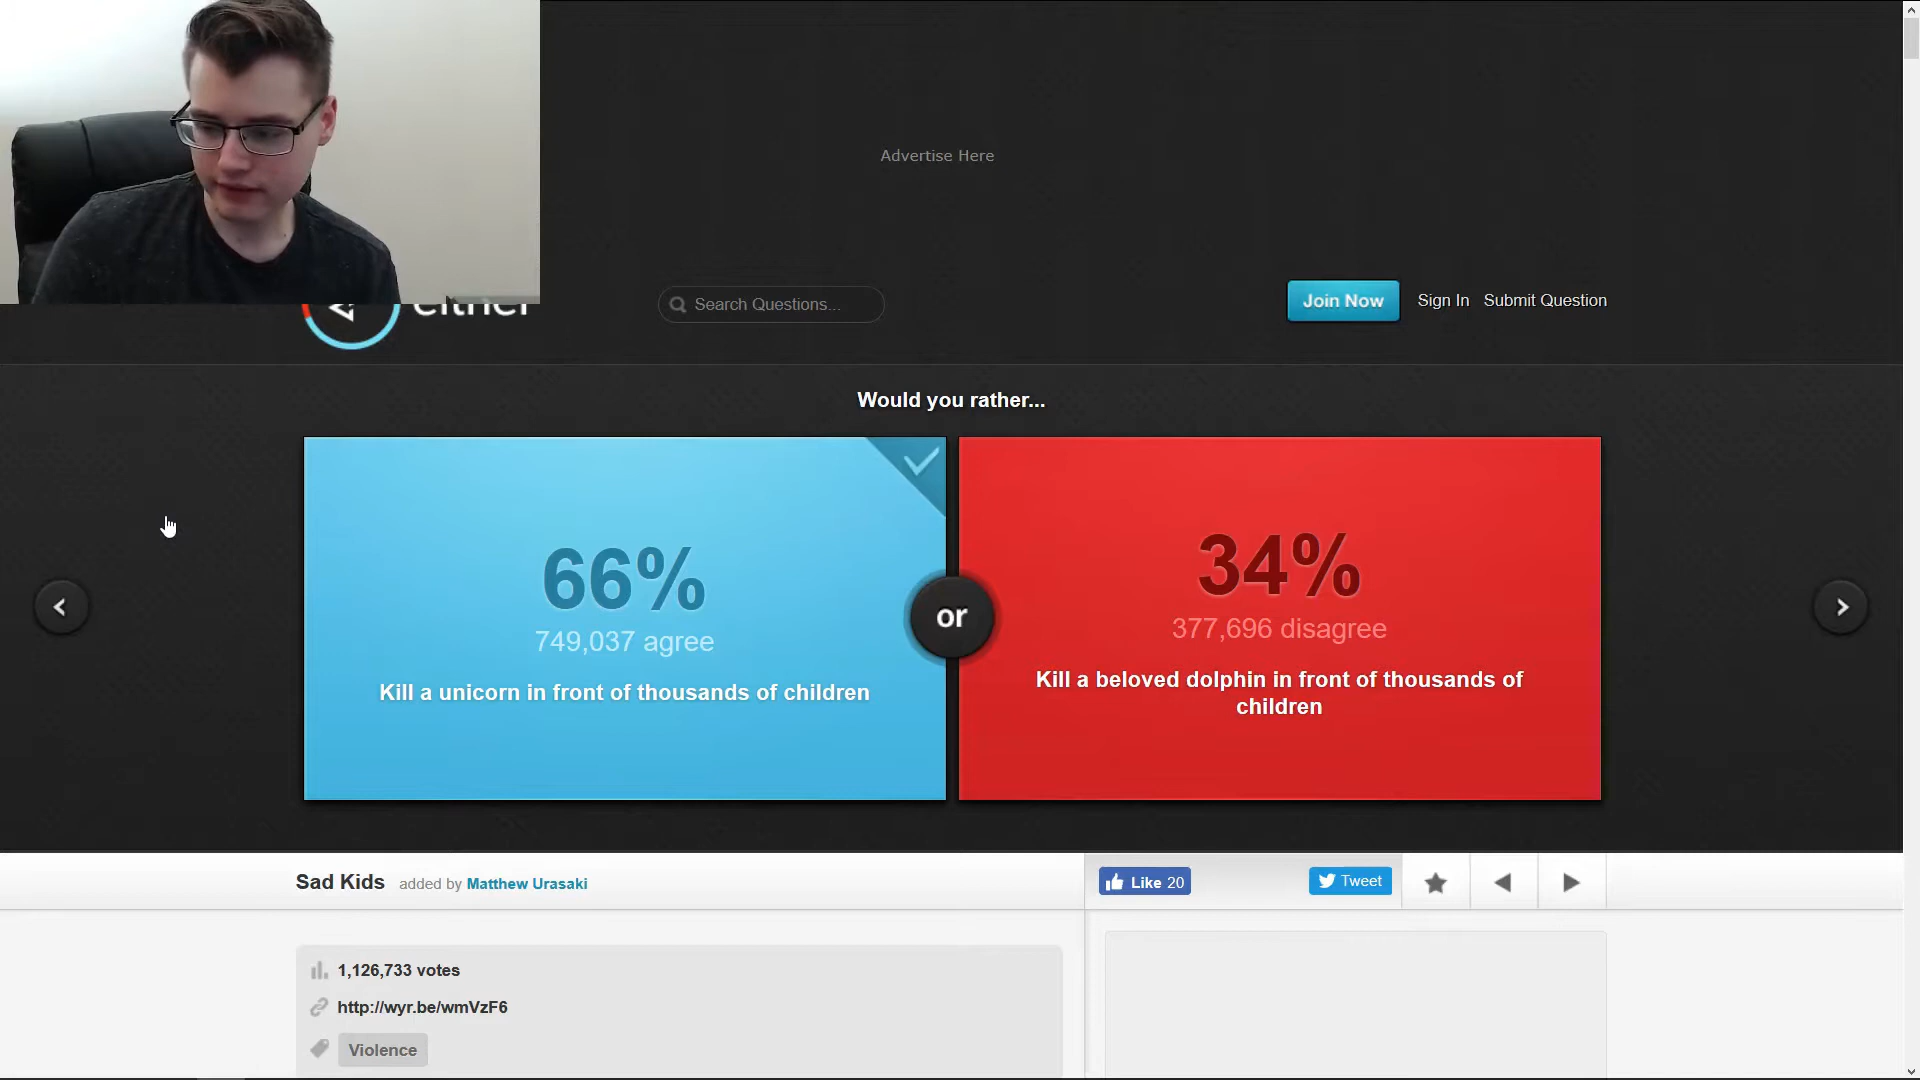 Advertise Here
either
Search Questions...
Join Now
Sign In
Submit Question
Would you rather...
66%
749,037 agree
Kill a unicorn in front of thousands of children
or
34%
377,696 disagree
Kill a beloved dolphin in front of thousands of
children
Sad Kids added by Matthew Urasaki
Like 20
Tweet
1,126,733 votes
http://wyr.be/wmVzF6
Violence